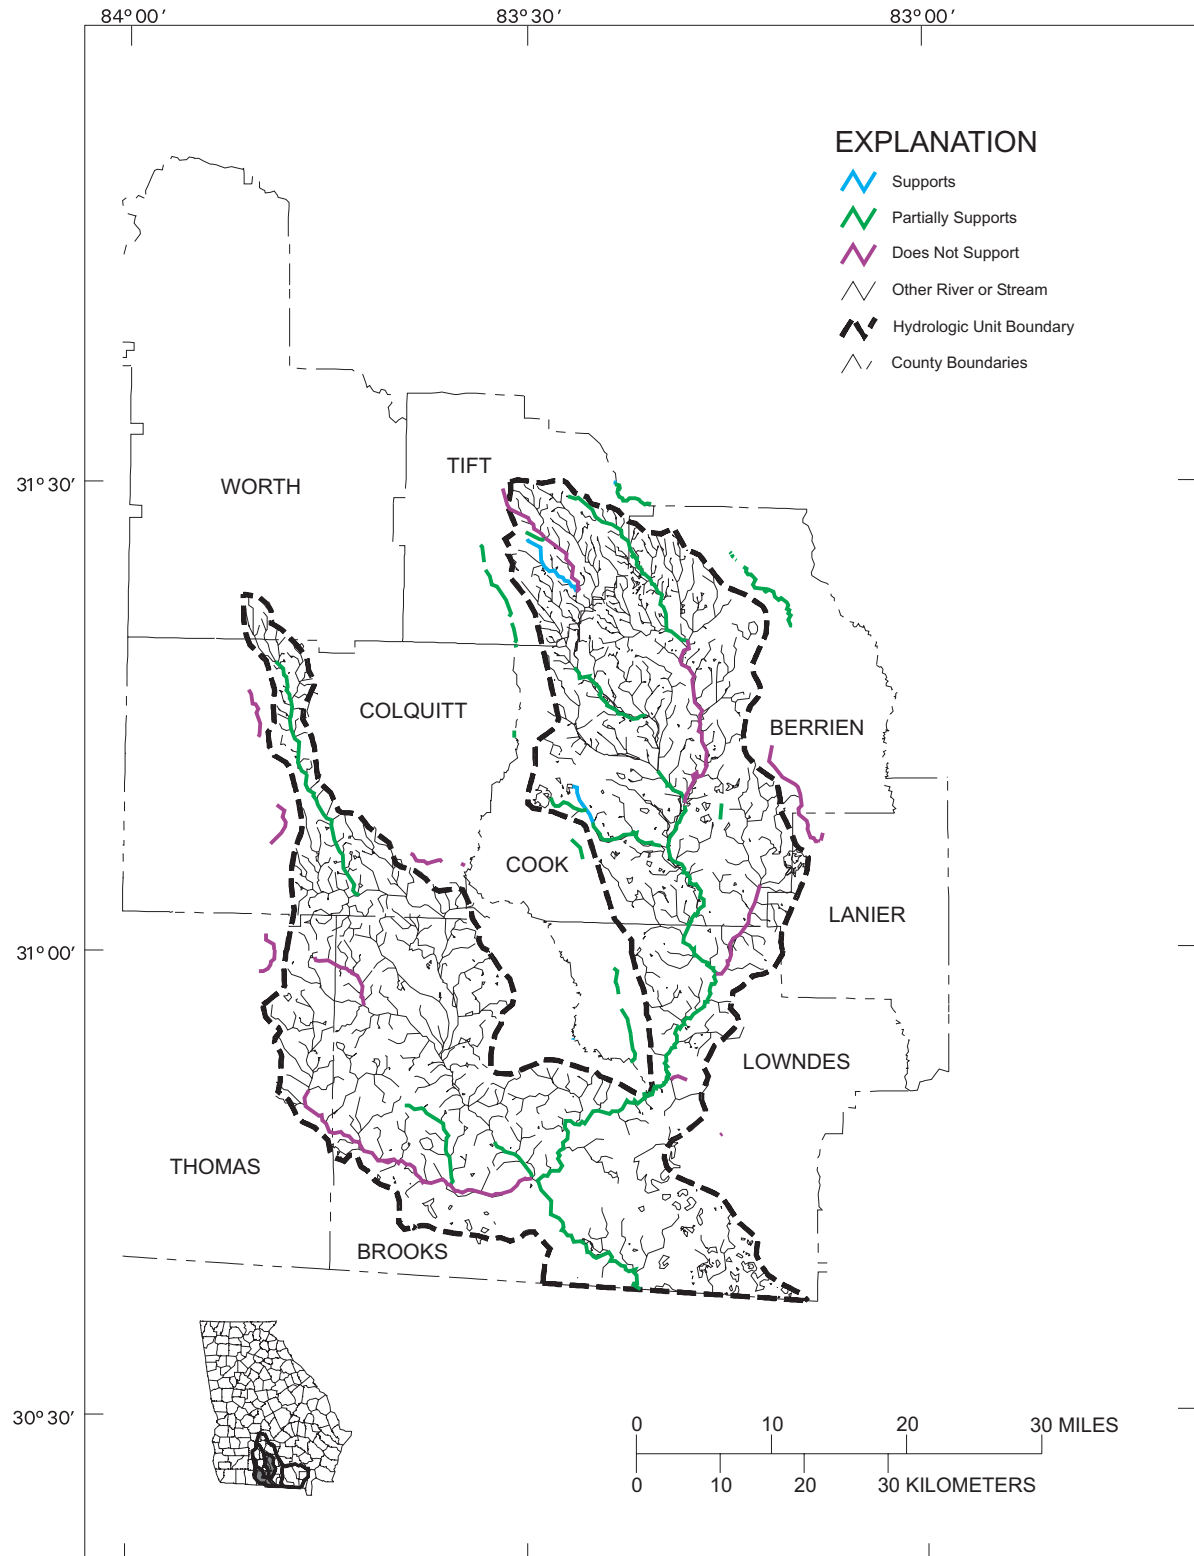 84° 00′ 83° 30′ 83° 00′
EXPLANATION
Supports
Partially Supports
Does Not Support
Other River or Stream
Hydrologic Unit Boundary
County Boundaries
31° 30′
TIFT
WORTH
COLQUITT
BERRIEN
COOK
LANIER
31° 00′
LOWNDES
THOMAS
BROOKS
30° 30′
0 10 20 30 MILES
0 10 20 30 KILOMETERS